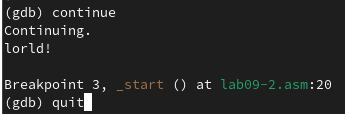 (gdb) continue
Continuing.
lorld!

Breakpoint 3, _start () at lab09-2.asm:20
(gdb) quit